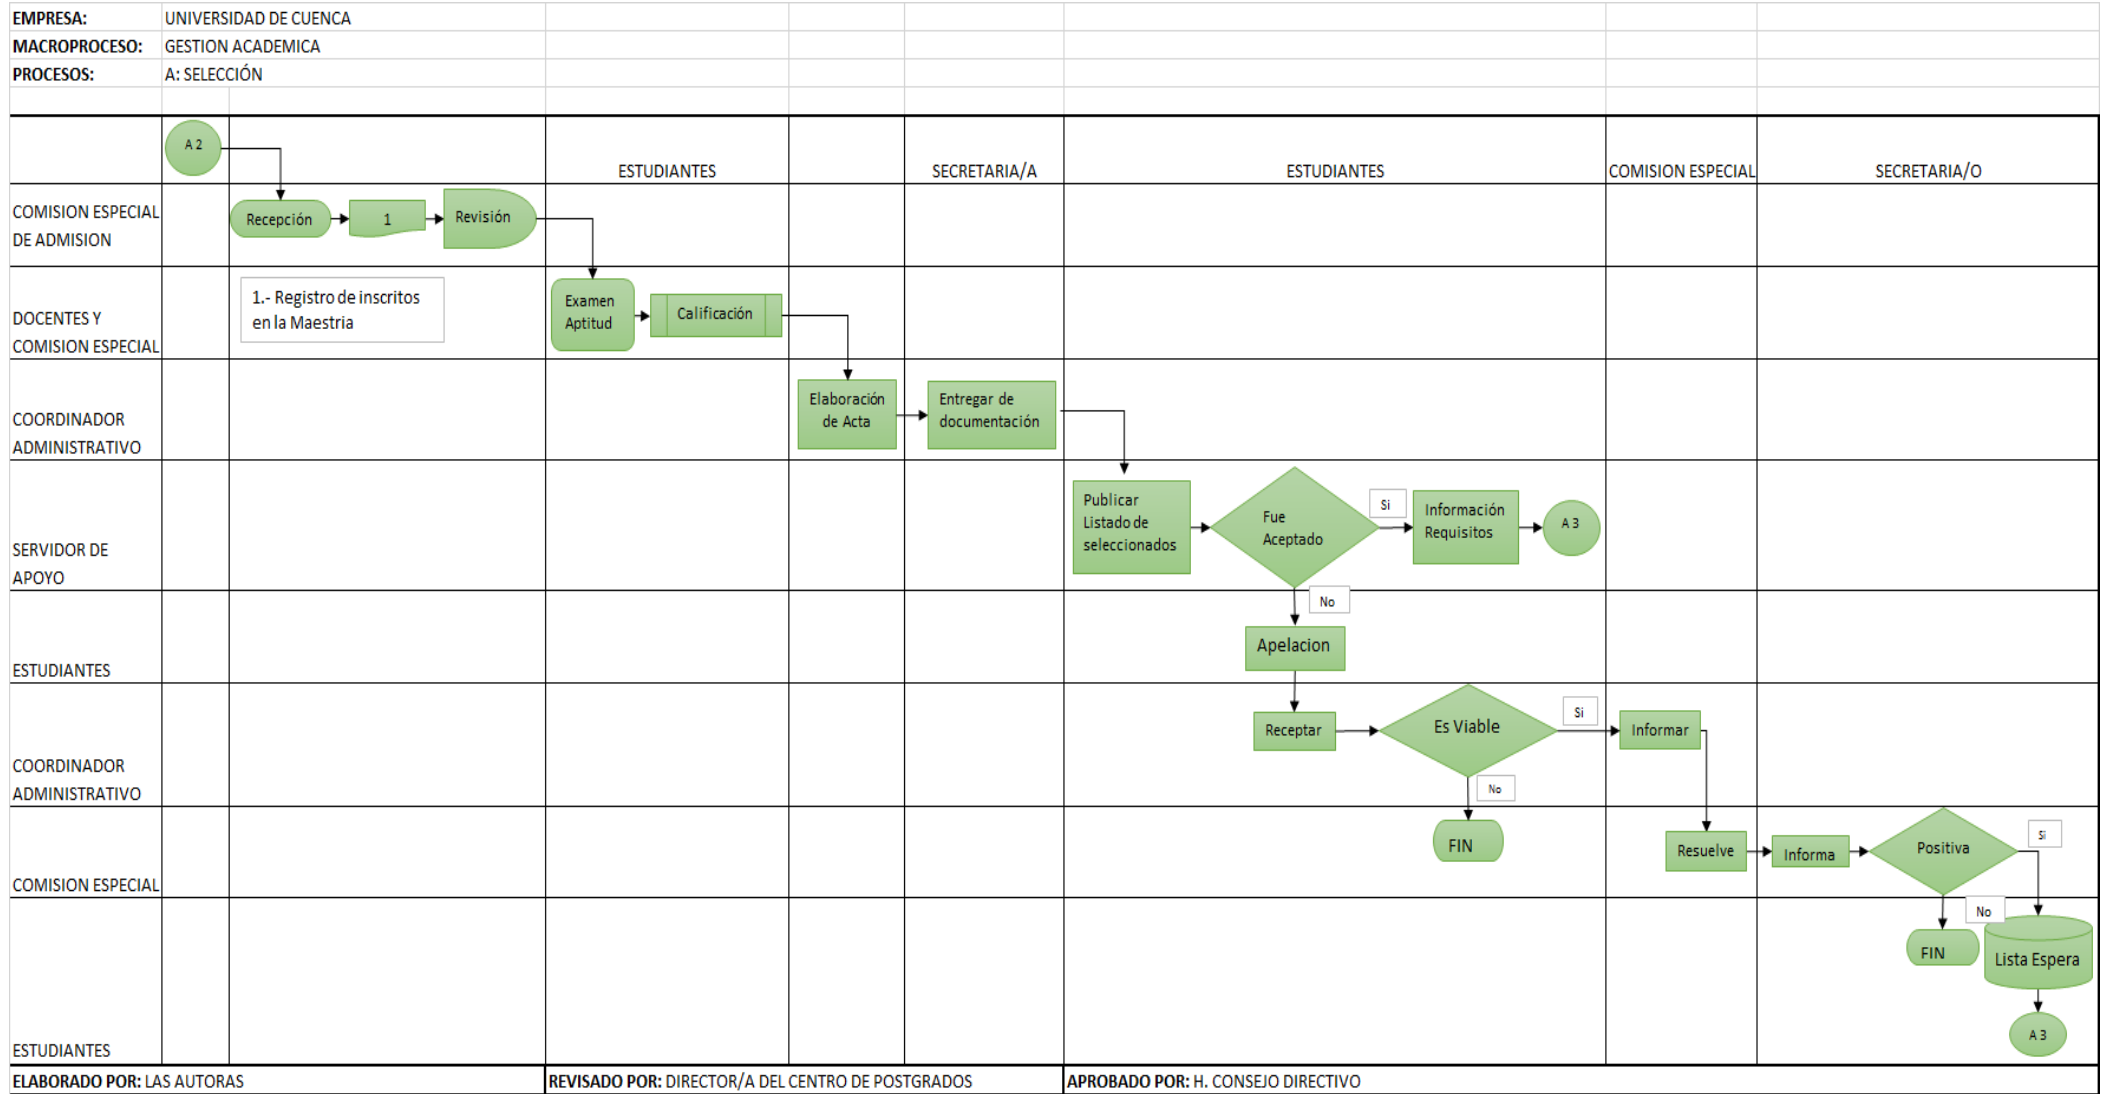 EMPRESA: UNIVERSIDAD DE CUENCA
MACROPROCESO: GESTION ACADEMICA
PROCESOS: A: SELECCIÓN
A 2
ESTUDIANTES
SECRETARIA/A
ESTUDIANTES
COMISION ESPECIAL
SECRETARIA/O
COMISION ESPECIAL
DE ADMISION
Recepción
1
Revisión
DOCENTES Y
COMISION ESPECIAL
1.- Registro de inscritos
en la Maestria
Examen
Aptitud
Calificación
COORDINADOR
ADMINISTRATIVO
Elaboración
de Acta
Entregar de
documentación
SERVIDOR DE
APOYO
Publicar
Listado de
seleccionados
Fue
Aceptado
Si
Información
Requisitos
A 3
No
ESTUDIANTES
Apelacion
COORDINADOR
ADMINISTRATIVO
Receptar
Es Viable
Si
Informar
No
COMISION ESPECIAL
FIN
Resuelve
Informa
Positiva
Si
No
ESTUDIANTES
FIN
Lista Espera
A 3
ELABORADO POR: LAS AUTORAS
REVISADO POR: DIRECTOR/A DEL CENTRO DE POSTGRADOS
APROBADO POR: H. CONSEJO DIRECTIVO